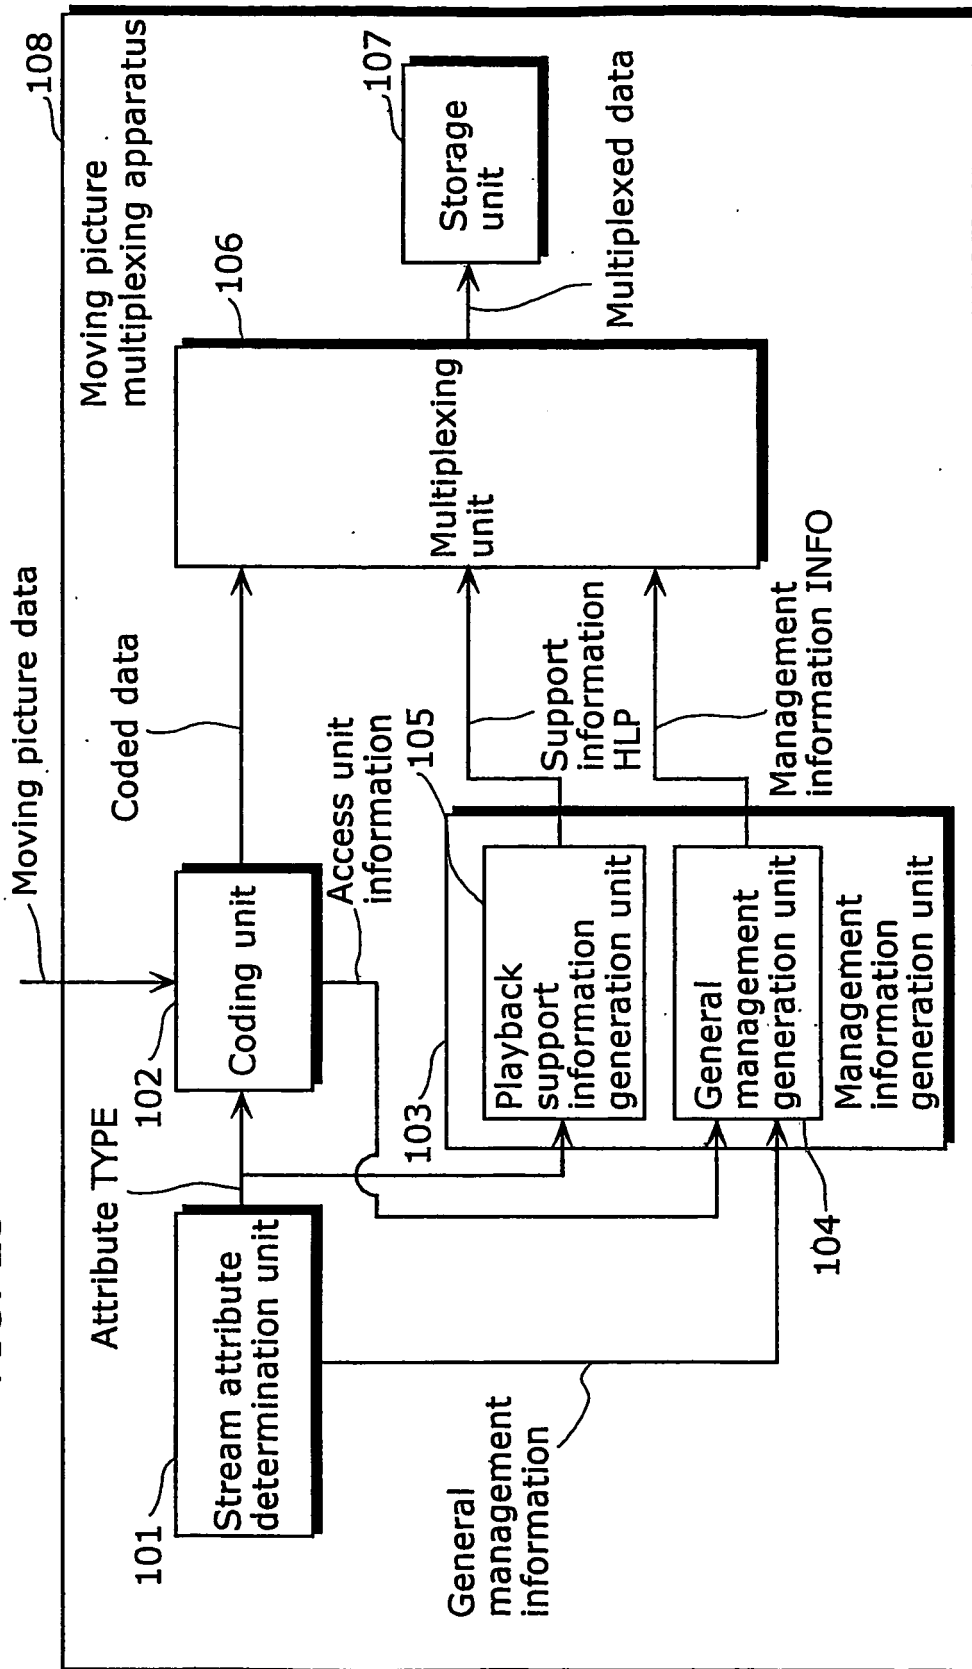 108
Moving picture
multiplexing apparatus
Moving picture data
107
Storage
unit
Multiplexed data
106
Multiplexing
unit
Coded data
102
Coding unit
Access unit
information
Attribute TYPE
101
Stream attribute
determination unit
General
management
information
103
105
Playback
support
information
generation unit
Support
information
HLP
General
management
generation unit
104
Management
information INFO
Management
information
generation unit